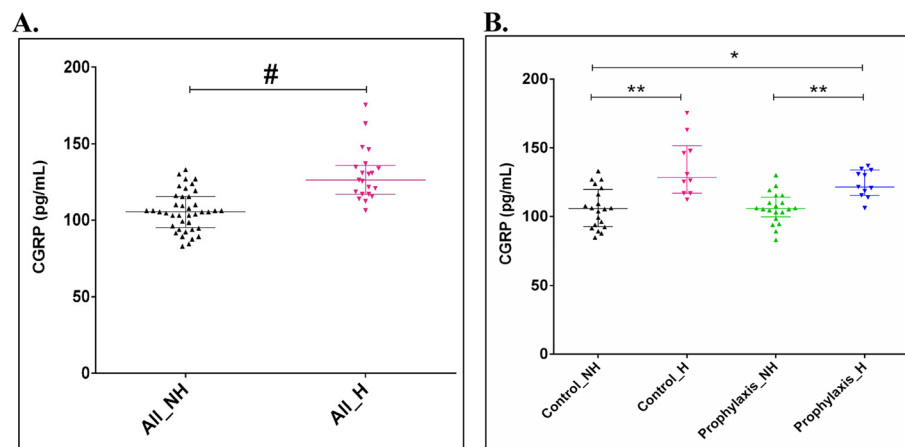 A.
CGRP (pg/mL)
200
150
100
50
0
#
All_NH
All_H
B.
CGRP (pg/mL)
200
150
100
50
0
*
**
**
Control_NH
Control_H
Prophylaxis_NH
Prophylaxis_H